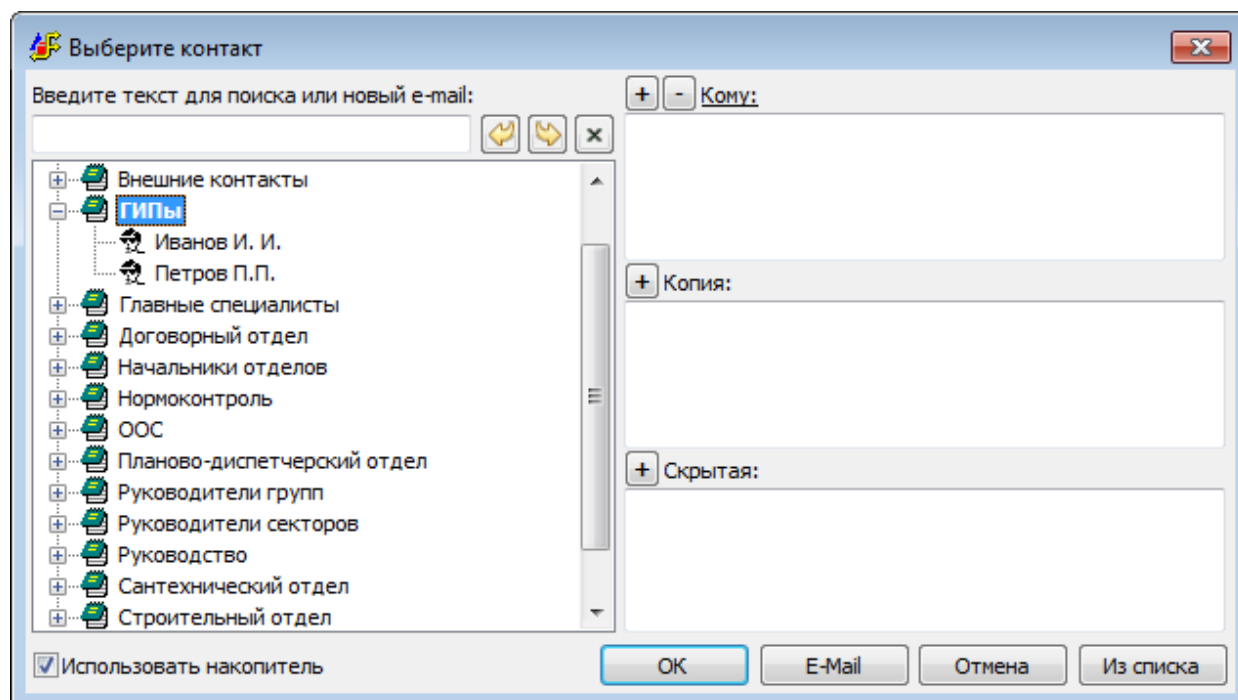 Выберите контакт
Введите текст для поиска или новый e-mail:
Внешние контакты
ГИПы
Иванов И. И.
Петров П.П.
Главные специалисты
Договорный отдел
Начальники отделов
Нормоконтроль
ООС
Планово-диспетчерский отдел
Руководители групп
Руководители секторов
Руководство
Сантехнический отдел
Строительный отдел
Использовать накопитель
+ - Кому:
+ Копия:
+ Скрытая:
OK E-Mail Отмена Из списка